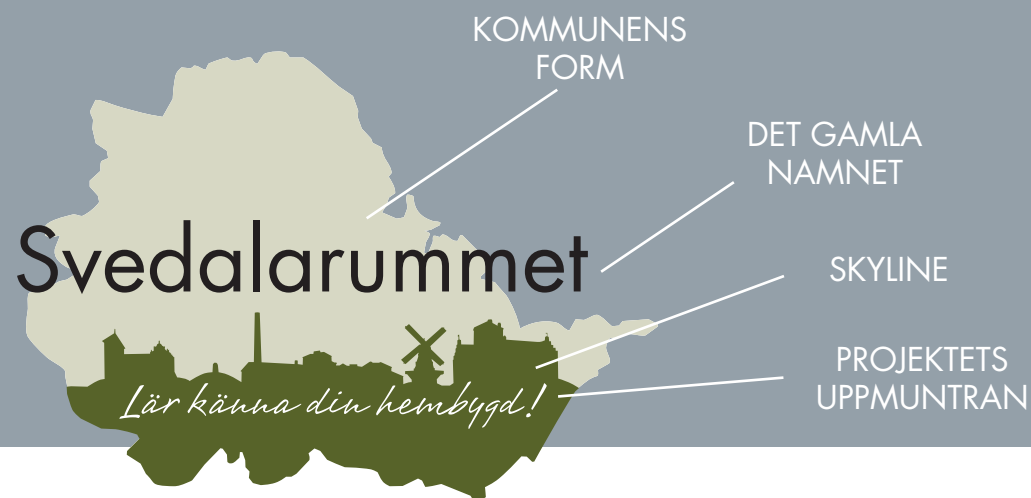 KOMMUNENS
FORM
DET GAMLA
NAMNET
Svedalarummet
SKYLINE
PROJEKTETS
UPPMUNTRAN
Lär känna din hembygd!